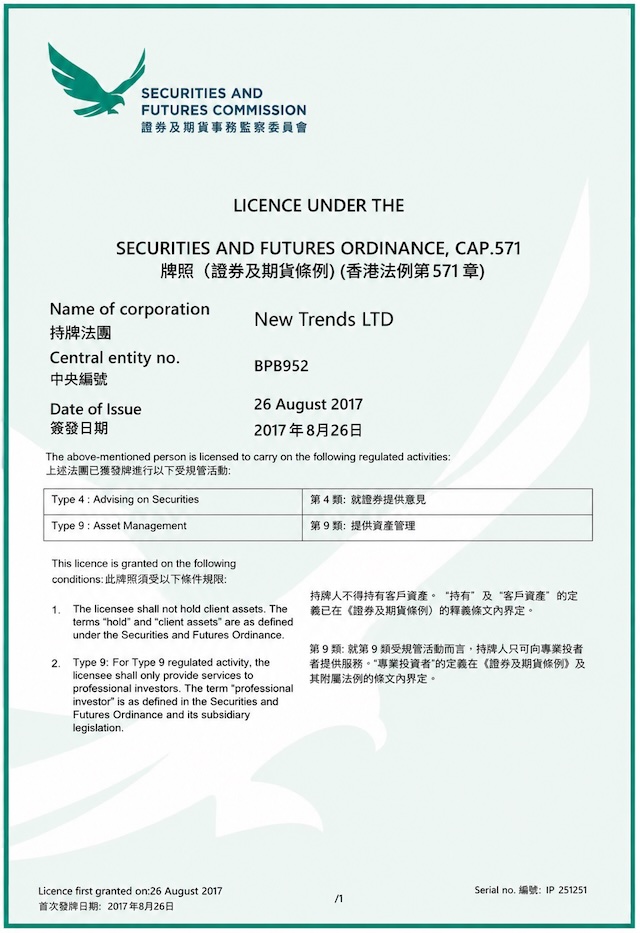 SECURITIES AND
FUTURES COMMISSION
證券及期貨事務監察委員會
LICENCE UNDER THE
SECURITIES AND FUTURES ORDINANCE, CAP.571
牌照（證券及期貨條例) (香港法例第571章)
Name of corporation
持牌法團
New Trends LTD
Central entity no.
中央編號
BPB952
Date of Issue
簽發日期
26 August 2017
2017年8月26日
The above-mentioned person is licensed to carry on the following regulated activities:
上述法團已獲發牌進行以下受規管活動:
Type 4 : Advising on Securities
第4類: 就證券提供意見
Type 9 : Asset Management
第9類: 提供資產管理
This licence is granted on the following
conditions: 此牌照須受以下條件規限:
1. The licensee shall not hold client assets. The
terms “hold” and “client assets” are as defined
under the Securities and Futures Ordinance.
持牌人不得持有客戶資產。 “持有” 及 “客戶資產” 的定
義已在《證券及期貨條例）的釋義條文內界定。
2. Type 9: For Type 9 regulated activity, the
licensee shall only provide services to
professional investors. The term “professional
investor” is as defined in the Securities and
Futures Ordinance and its subsidiary
legislation.
第9類: 就第9類受規管活動而言，持牌人只可向專業投者
者提供服務。“專業投資者”的定義在《證券及期貨條例》及
其附屬法例的條文內界定。
Licence first granted on:26 August 2017
首次發牌日期: 2017年8月26日
/1
Serial no. 編號: IP 251251